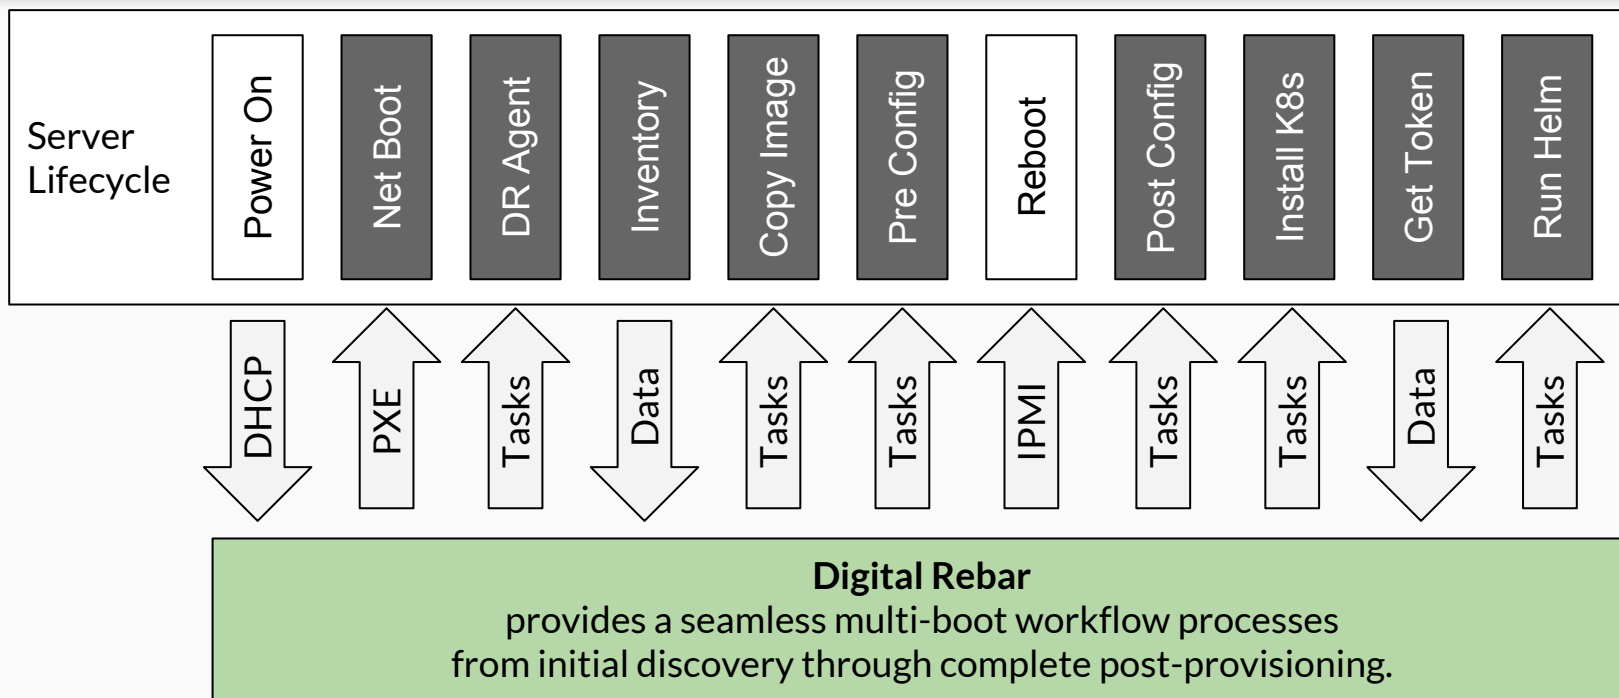 Server
Lifecycle
Power On
Net Boot
DR Agent
Inventory
Copy Image
Pre Config
Reboot
Post Config
Install K8s
Get Token
Run Helm
DHCP
PXE
Tasks
Data
Tasks
Tasks
IPMI
Tasks
Tasks
Data
Tasks
Digital Rebar
provides a seamless multi-boot workflow processes
from initial discovery through complete post-provisioning.